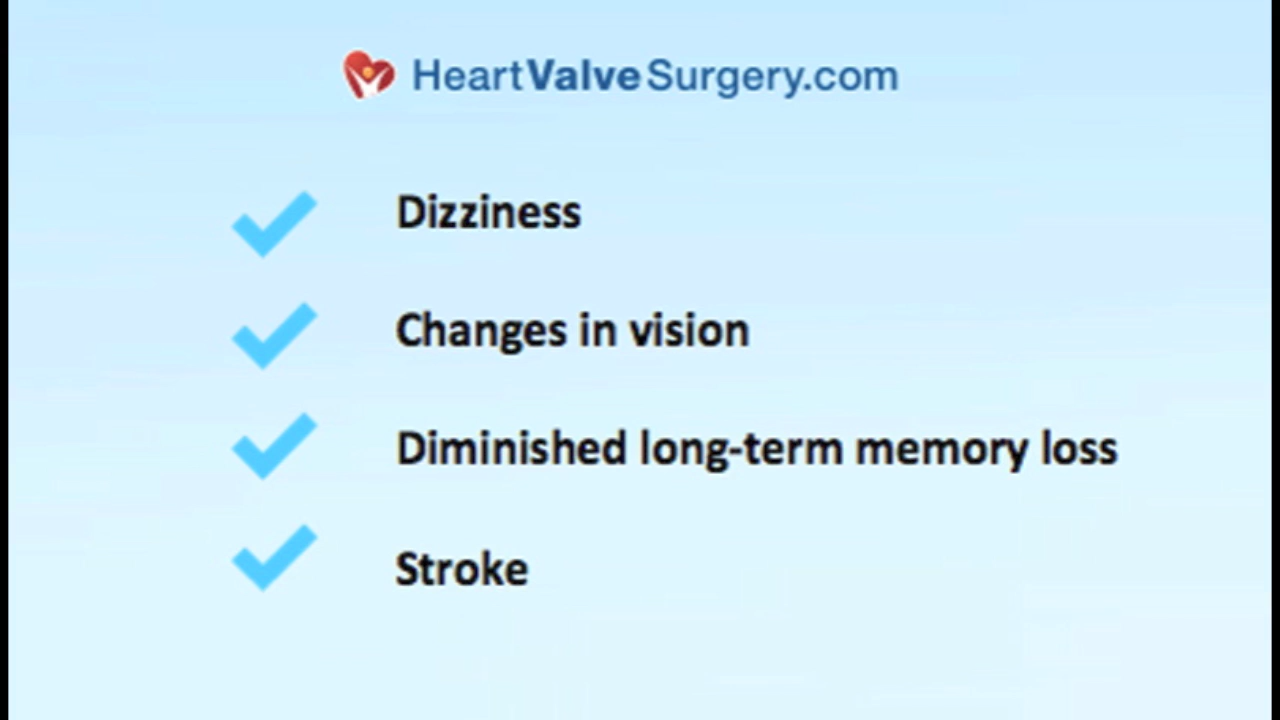 HeartValveSurgery.com
Dizziness
Changes in vision
Diminished long-term memory loss
Stroke